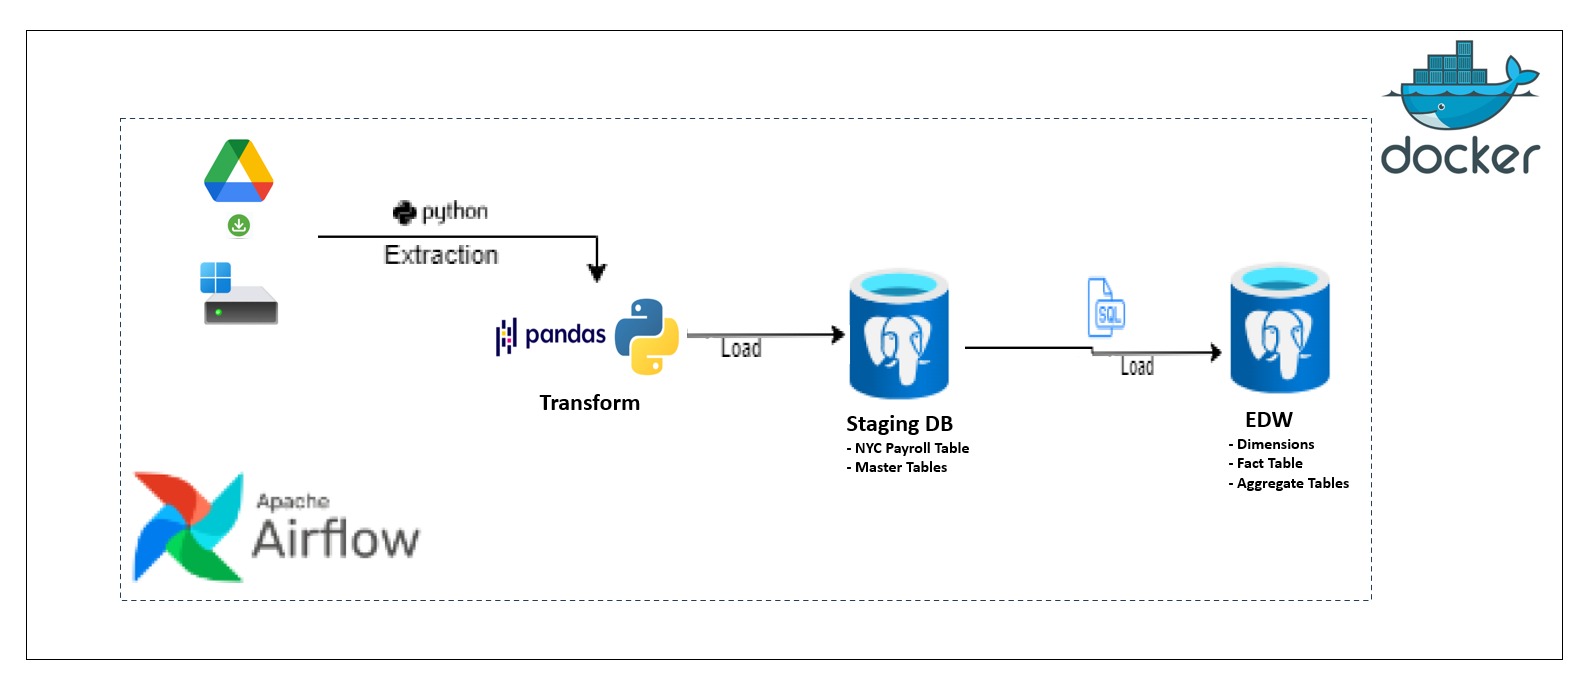 docker
python
Extraction
pandas
Transform
Load
Staging DB
- NYC Payroll Table
- Master Tables
SQL
Load
EDW
- Dimensions
- Fact Table
- Aggregate Tables
Apache
Airflow